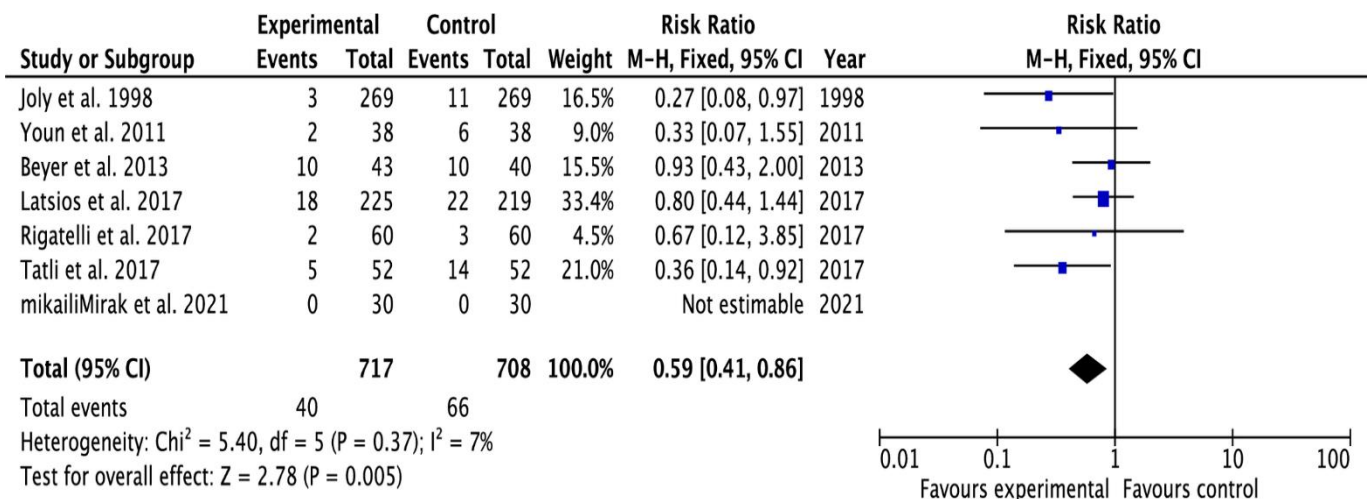 Experimental Control Risk Ratio Risk Ratio
Study or Subgroup Events Total Events Total Weight M-H, Fixed, 95% CI Year M-H, Fixed, 95% CI
Joly et al. 1998 3 269 11 269 16.5% 0.27 [0.08, 0.97] 1998
Youn et al. 2011 2 38 6 38 9.0% 0.33 [0.07, 1.55] 2011
Beyer et al. 2013 10 43 10 40 15.5% 0.93 [0.43, 2.00] 2013
Latsios et al. 2017 18 225 22 219 33.4% 0.80 [0.44, 1.44] 2017
Rigatelli et al. 2017 2 60 3 60 4.5% 0.67 [0.12, 3.85] 2017
Tatli et al. 2017 5 52 14 52 21.0% 0.36 [0.14, 0.92] 2017
mikailiMirak et al. 2021 0 30 0 30 Not estimable 2021
Total (95% CI) 717 708 100.0% 0.59 [0.41, 0.86]
Total events 40 66
Heterogeneity: Chi² = 5.40, df = 5 (P = 0.37); I² = 7%
Test for overall effect: Z = 2.78 (P = 0.005)
0.01 0.1 1 10 100
Favours experimental Favours control